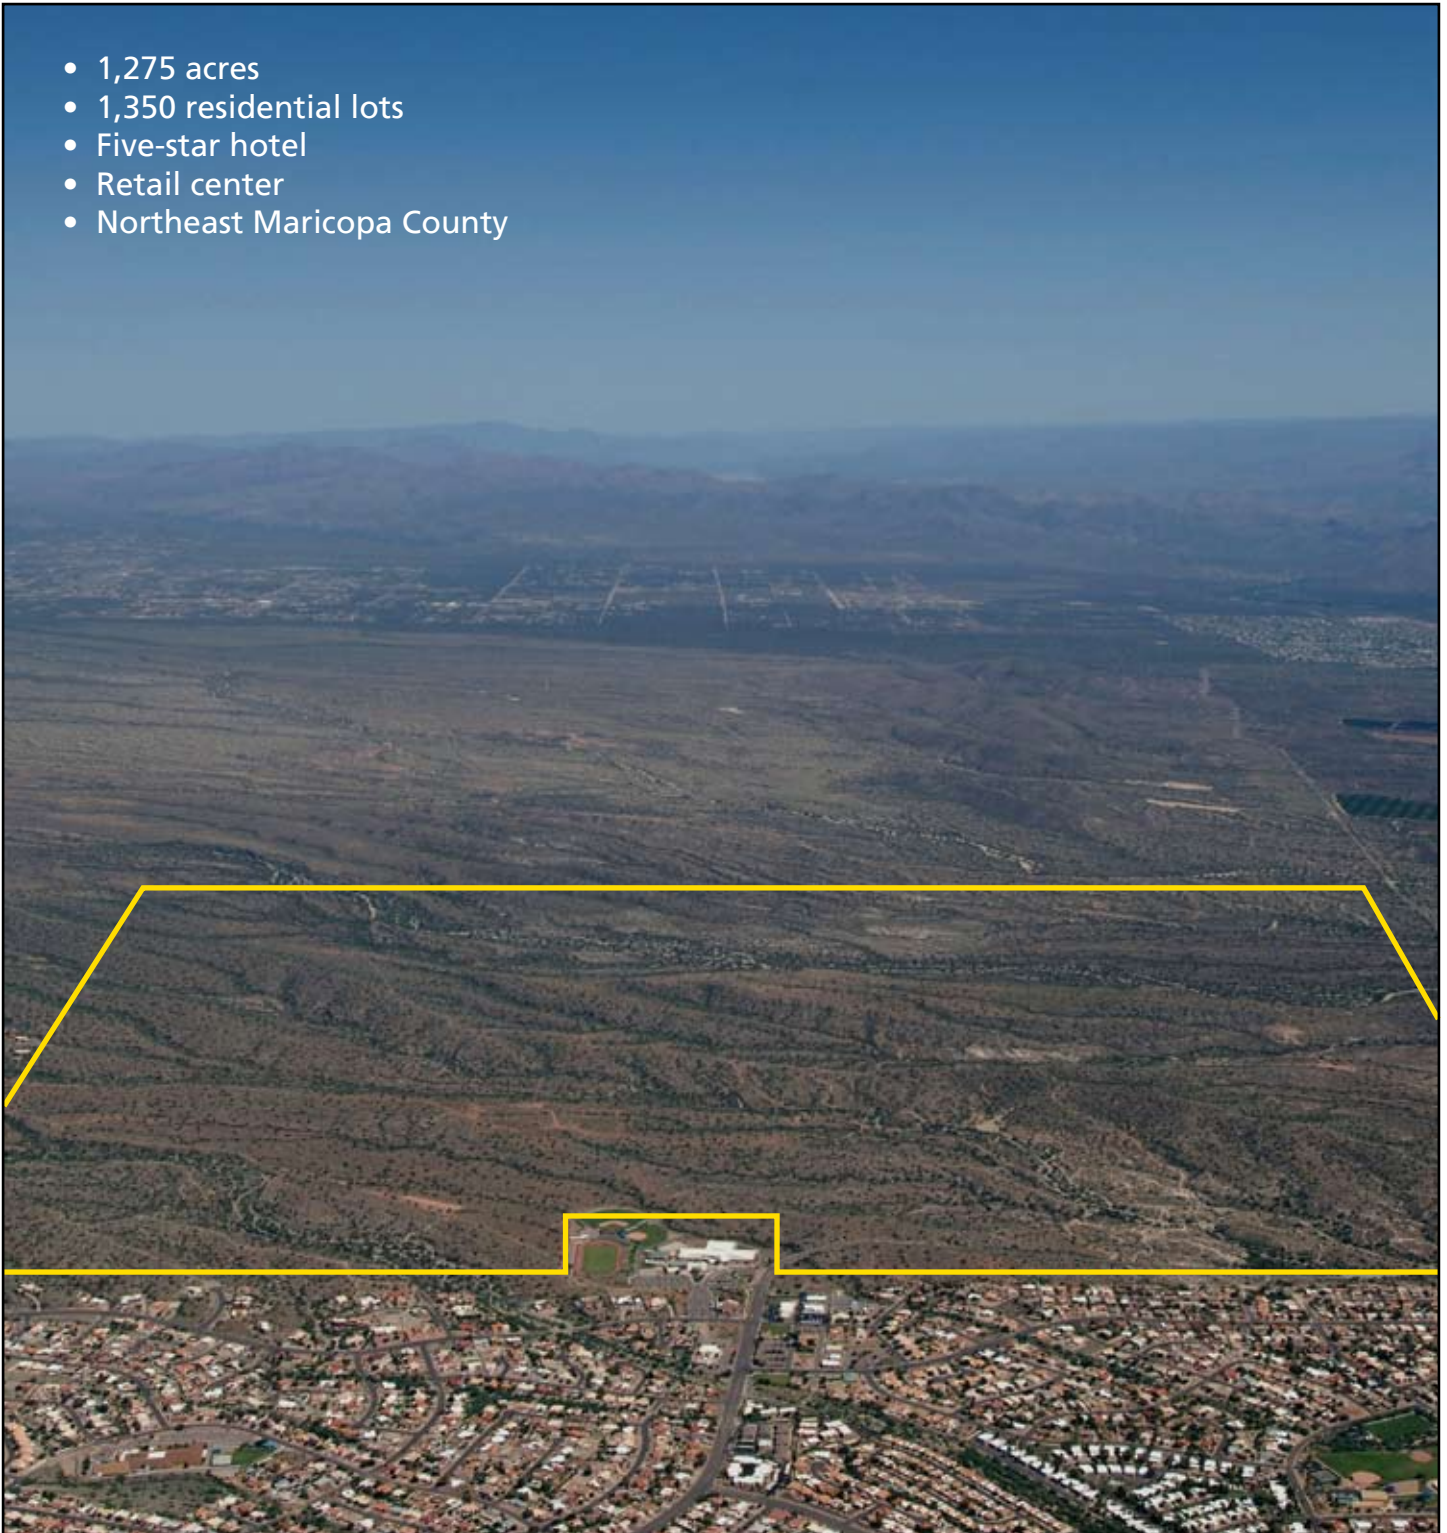 • 1,275 acres
• 1,350 residential lots
• Five-star hotel
• Retail center
• Northeast Maricopa County